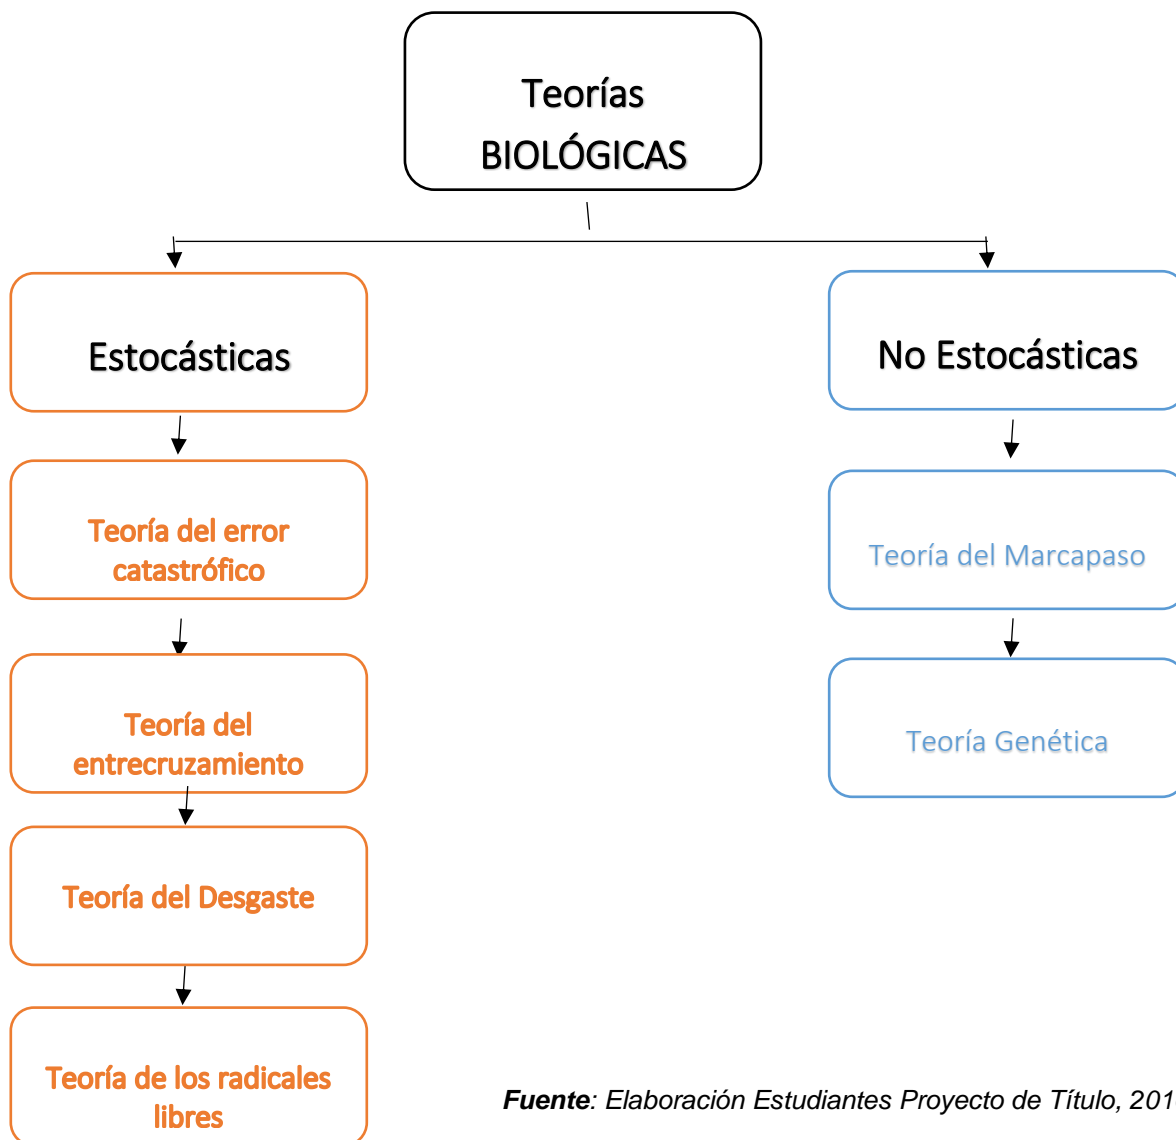 Teorías
BIOLÓGICAS
Estocásticas
No Estocásticas
Teoría del error
catastrófico
Teoría del Marcapaso
Teoría del
entrecruzamiento
Teoría Genética
Teoría del Desgaste
Teoría de los radicales
libres
Fuente: Elaboración Estudiantes Proyecto de Título, 201